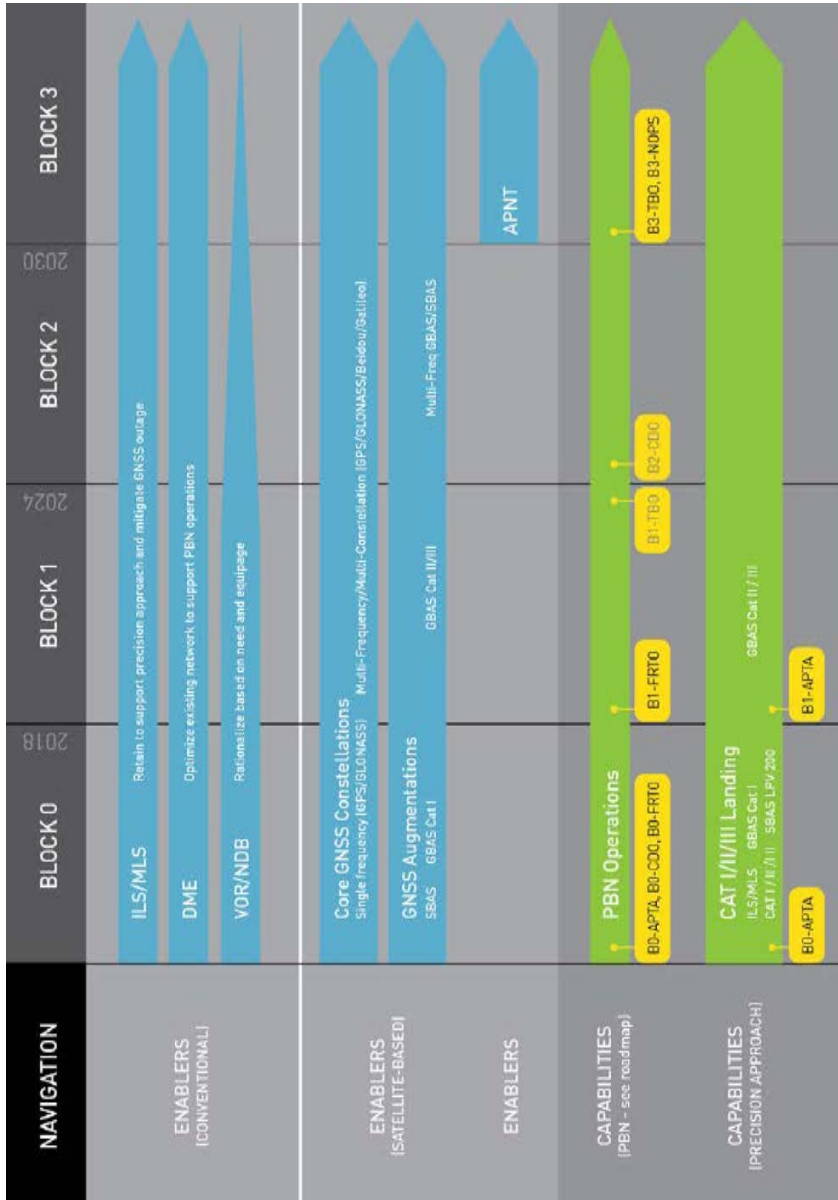 NAVIGATION
BLOCK 0
2018
BLOCK 1
2024
BLOCK 2
2030
BLOCK 3
ENABLERS
(CONVENTIONAL)
ILS/MLS
Retain to support precision approach and mitigate GNSS outage
DME
Optimize existing network to support PBN operations
VOR/NDB
Rationalize based on need and equipage
ENABLERS
(SATELLITE-BASED)
Core GNSS Constellations
Single frequency (GPS/GLONASS)
Multi-Frequency/Multi-Constellation (GPS/GLONASS/Beidou/Galileo)
GNSS Augmentations
SBAS GBAS Cat I
GBAS Cat II/III
Multi-Freq GBAS/SBAS
ENABLERS
APNT
CAPABILITIES
(PBN - see roadmap)
PBN Operations
B0-APTA, B0-CDO, B0-FRTO
B1-FRTO
B1-TBO
B2-CDO
B3-TBO, B3-NOPS
CAPABILITIES
(PRECISION APPROACH)
CAT I/II/III Landing
ILS/MLS GBAS Cat I
CAT I / II / III SBAS LPV 200
GBAS Cat II / III
B0-APTA
B1-APTA